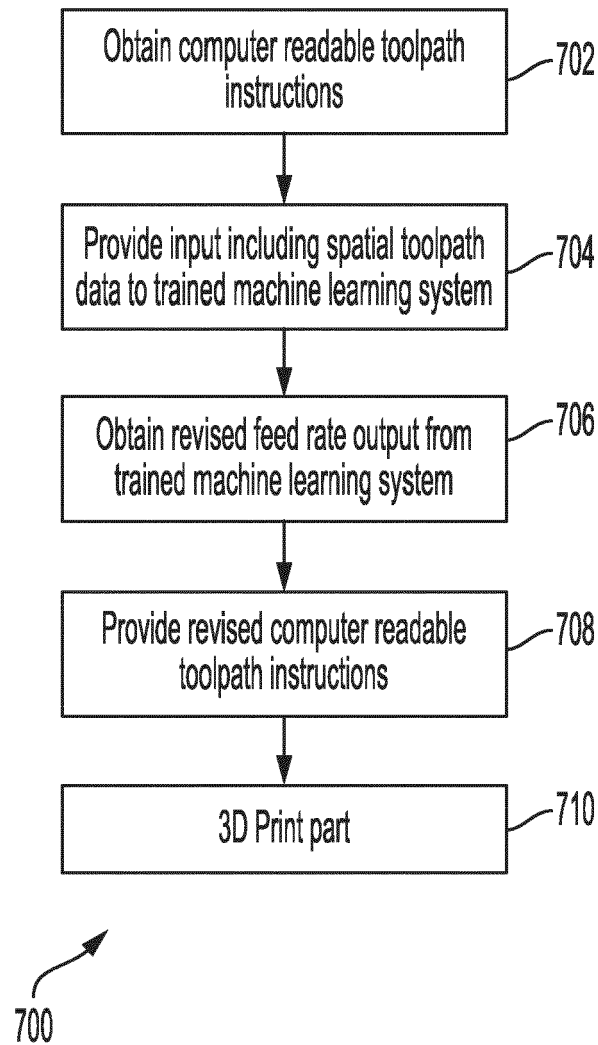 Obtain computer readable toolpath
instructions
702
Provide input including spatial toolpath
data to trained machine learning system
704
Obtain revised feed rate output from
trained machine learning system
706
Provide revised computer readable
toolpath instructions
708
3D Print part
710
700